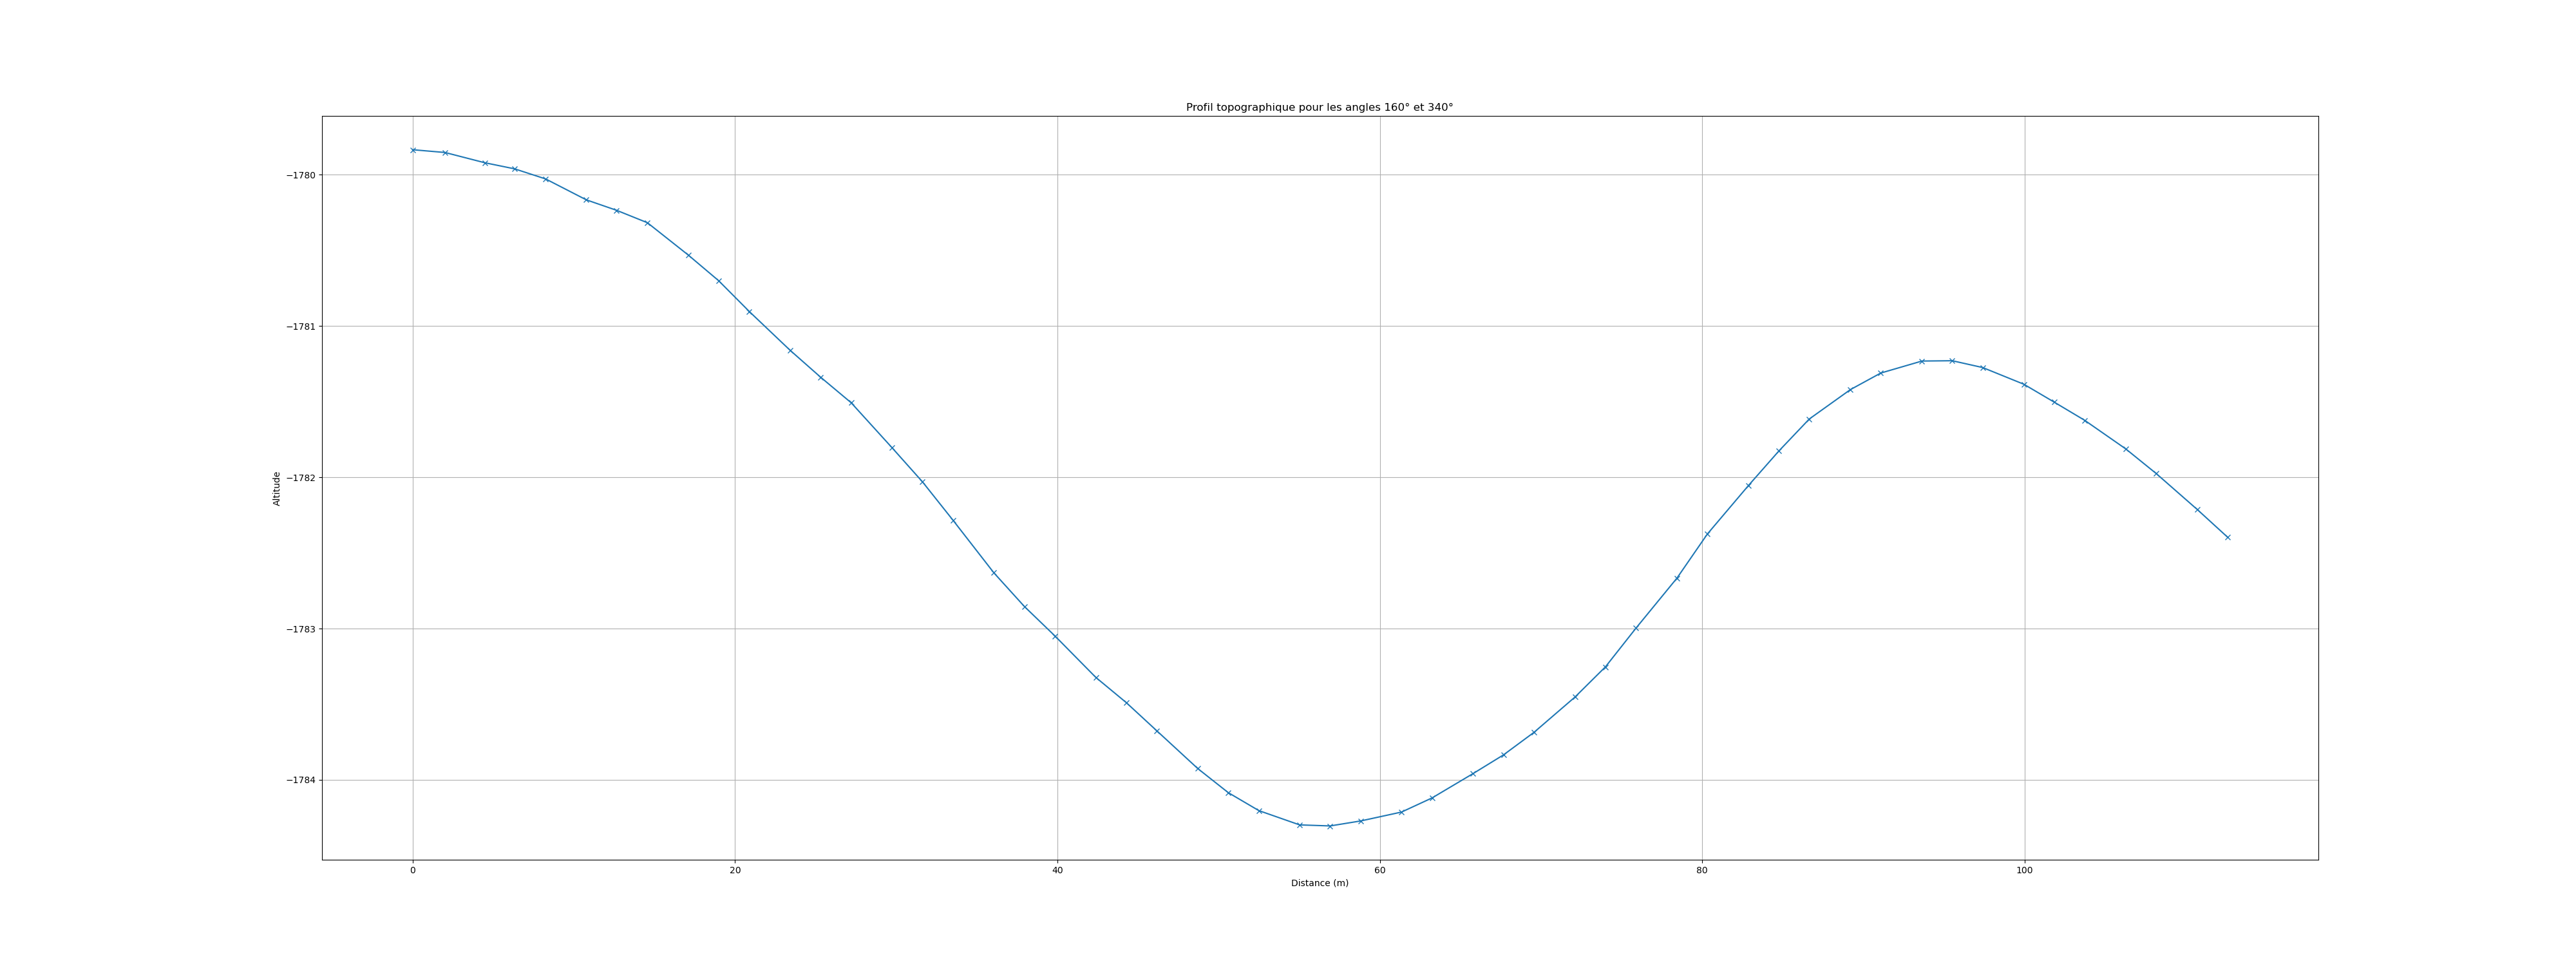 Profil topographique pour les angles 160° et 340°
Altitude
−1780
−1781
−1782
−1783
−1784
0 20 40 60 80 100
Distance (m)